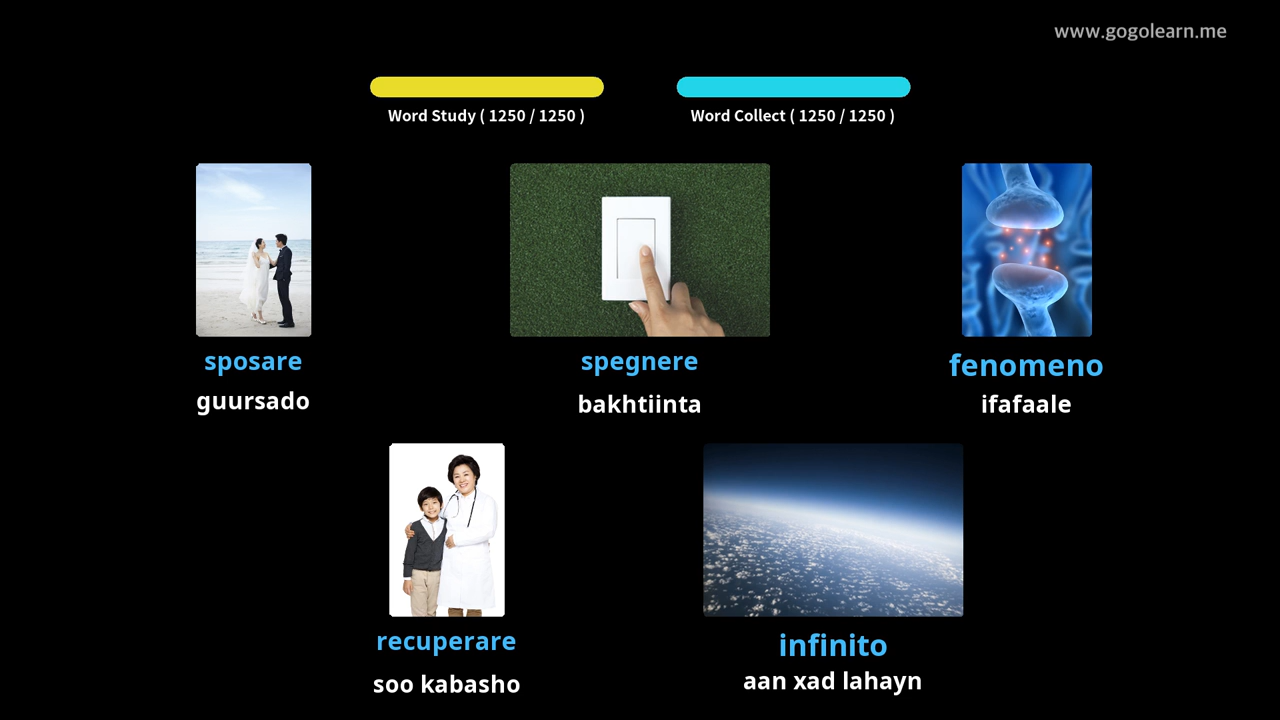 www.gogolearn.me
Word Study ( 1250 / 1250 )
Word Collect ( 1250 / 1250 )
sposare
guursado
spegnere
bakhtiinta
fenomeno
ifafaale
recuperare
soo kabasho
infinito
aan xad lahayn